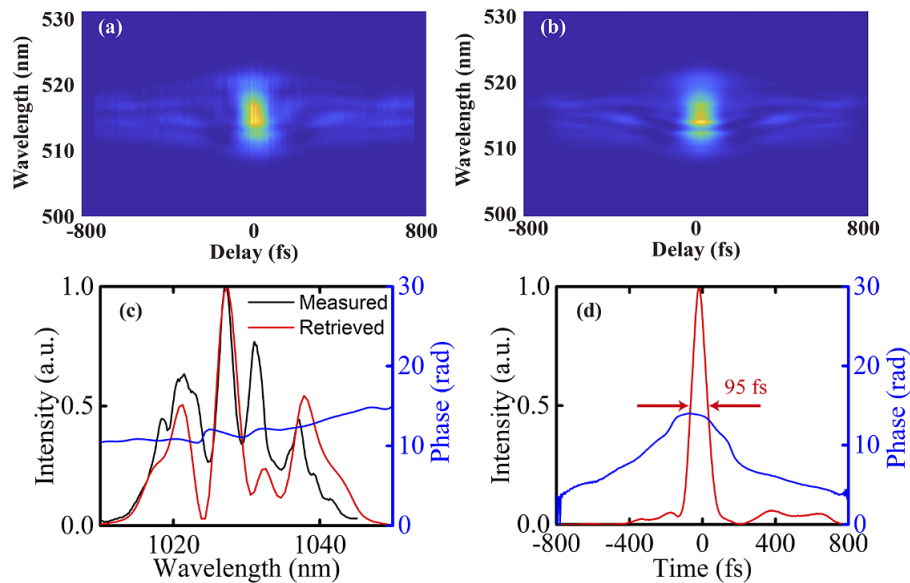 (a)
530
520
510
500
Wavelength (nm)
-800
0
800
Delay (fs)
(b)
530
520
510
500
Wavelength (nm)
-800
0
800
Delay (fs)
(c)
Measured
Retrieved
1.0
0.5
0.0
Intensity (a.u.)
30
20
10
0
Phase (rad)
1020
1040
Wavelength (nm)
(d)
95 fs
1.0
0.5
0.0
Intensity (a.u.)
30
20
10
0
Phase (rad)
-800
-400
0
400
800
Time (fs)